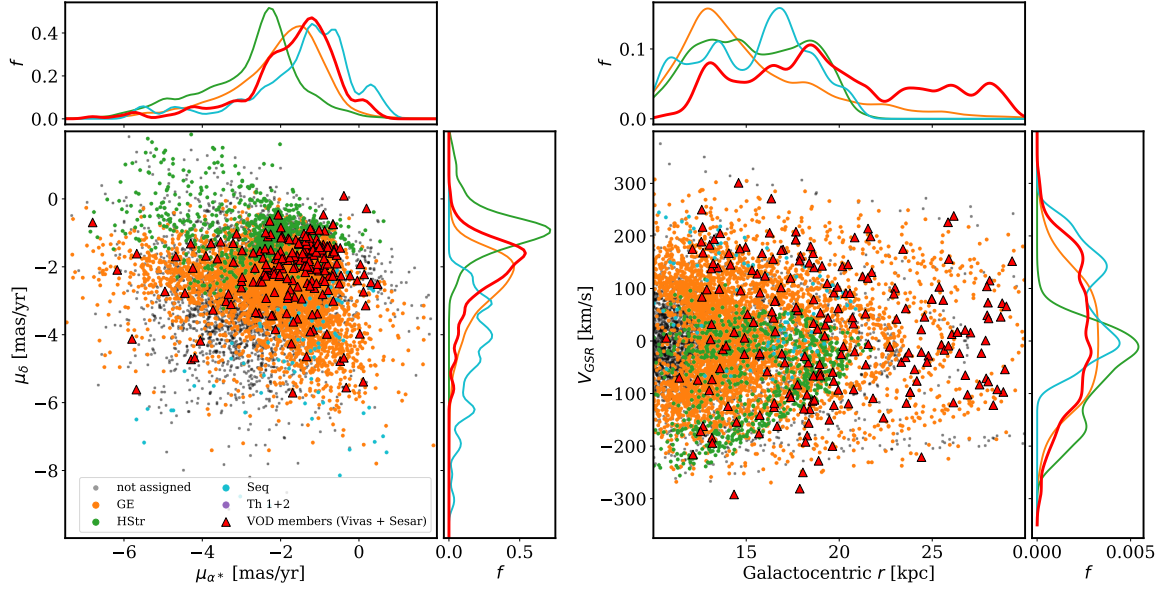 0.4
0.2
0.0
f
0.1
0.0
f
0
−2
−4
−6
−8
μδ [mas/yr]
not assigned
GE
HStr
Seq
Th 1+2
VOD members (Vivas + Sesar)
−6
−4
−2
0
μα* [mas/yr]
0.0
0.5
f
300
200
100
0
−100
−200
−300
VGSR [km/s]
15
20
25
Galactocentric r [kpc]
0.000
0.005
f